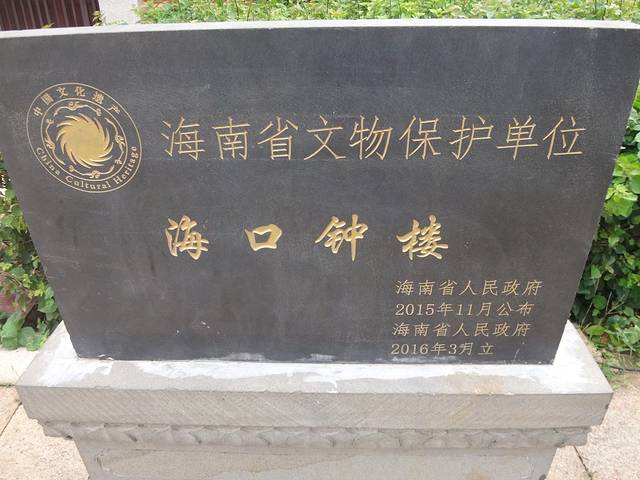 中国文化地产
China Cultural Heritage
海南省文物保护单位
海口钟楼
海南省人民政府
2015年11月公布
海南省人民政府
2016年3月立